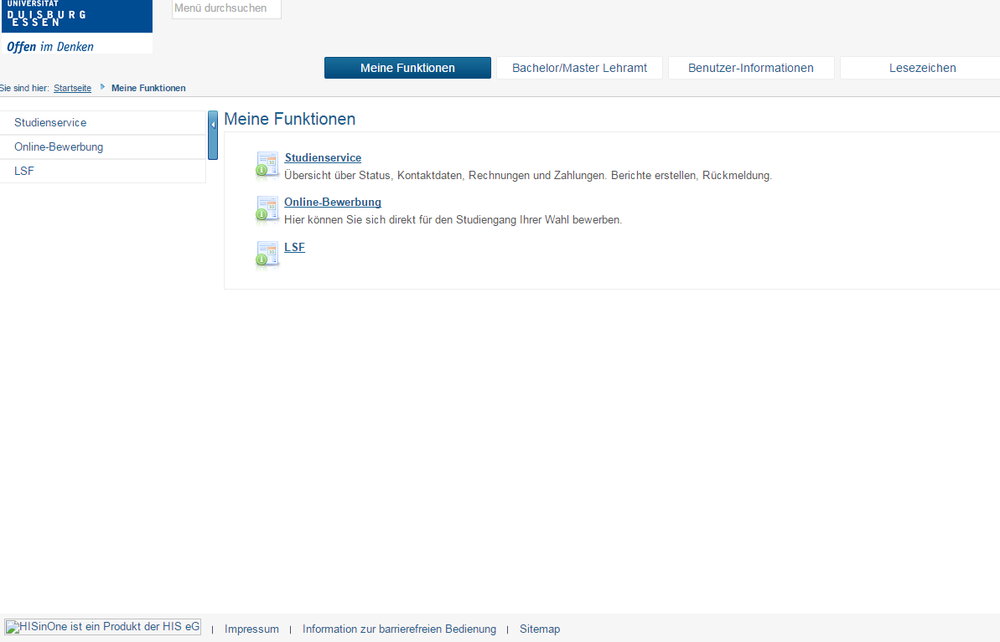 UNIVERSITÄT
DUISBURG
ESSEN
Offen im Denken
Menü durchsuchen
Meine Funktionen
Bachelor/Master Lehramt
Benutzer-Informationen
Lesezeichen
Sie sind hier: Startseite Meine Funktionen
Studienservice
Online-Bewerbung
LSF
Meine Funktionen
Studienservice
Übersicht über Status, Kontaktdaten, Rechnungen und Zahlungen. Berichte erstellen, Rückmeldung.
Online-Bewerbung
Hier können Sie sich direkt für den Studiengang Ihrer Wahl bewerben.
LSF
HISinOne ist ein Produkt der HIS eG | Impressum | Information zur barrierefreien Bedienung | Sitemap